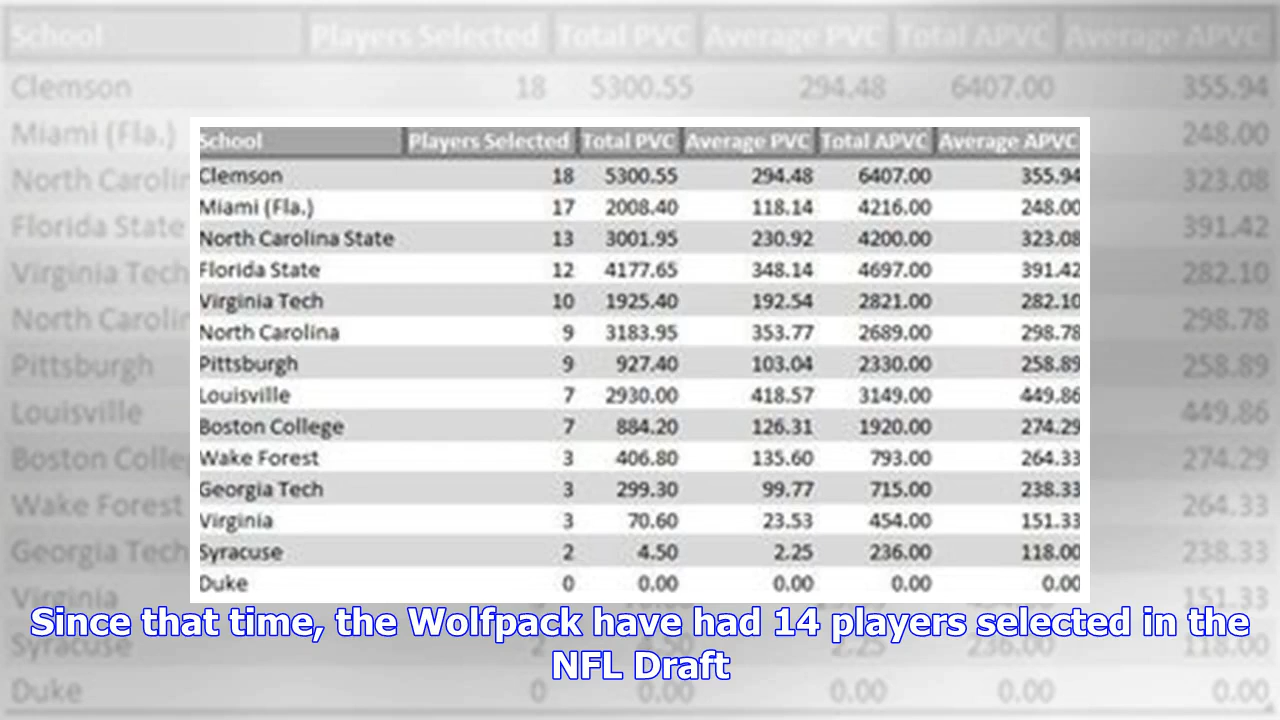 School Players Selected Total PVC Average PVC Total APVC Average APVC
Clemson 18 5300.55 294.48 6407.00 355.94
Miami (Fla.) 17 2008.40 118.14 4216.00 248.00
North Carolina State 13 3001.95 230.92 4200.00 323.08
Florida State 12 4177.65 348.14 4697.00 391.42
Virginia Tech 10 1925.40 192.54 2821.00 282.10
North Carolina 9 3183.95 353.77 2689.00 298.78
Pittsburgh 9 927.40 103.04 2330.00 258.89
Louisville 7 2930.00 418.57 3149.00 449.86
Boston College 7 884.20 126.31 1920.00 274.29
Wake Forest 3 406.80 135.60 793.00 264.33
Georgia Tech 3 299.30 99.77 715.00 238.33
Virginia 3 70.60 23.53 454.00 151.33
Syracuse 2 4.50 2.25 236.00 118.00
Duke 0 0.00 0.00 0.00 0.00
Since that time, the Wolfpack have had 14 players selected in the
NFL Draft